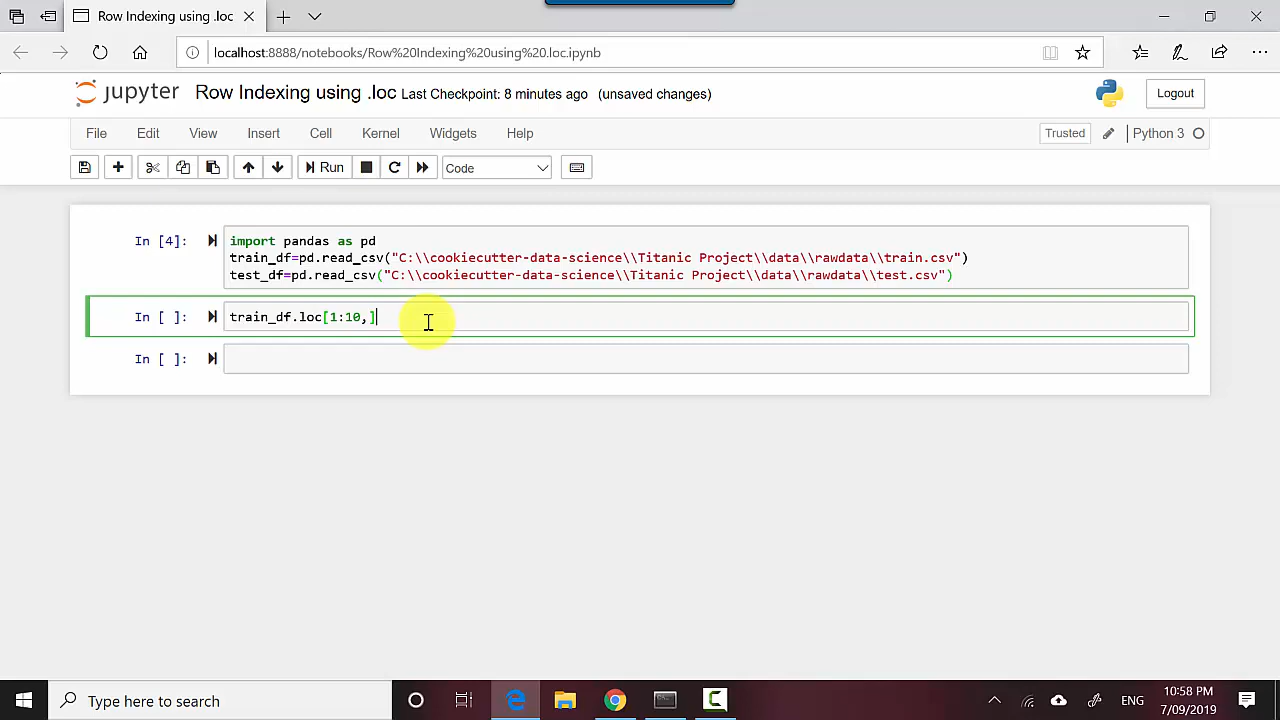 Row Indexing using .loc
localhost:8888/notebooks/Row%20Indexing%20using%20.loc.ipynb
jupyter Row Indexing using .loc Last Checkpoint: 8 minutes ago (unsaved changes)
Logout
File Edit View Insert Cell Kernel Widgets Help
Trusted
Python 3
Run
Code
In [4]: import pandas as pd
train_df=pd.read_csv("C:\\cookiecutter-data-science\\Titanic Project\\data\\rawdata\\train.csv")
test_df=pd.read_csv("C:\\cookiecutter-data-science\\Titanic Project\\data\\rawdata\\test.csv")
In [ ]: train_df.loc[1:10,]
In [ ]:
Type here to search
ENG
10:58 PM
7/09/2019